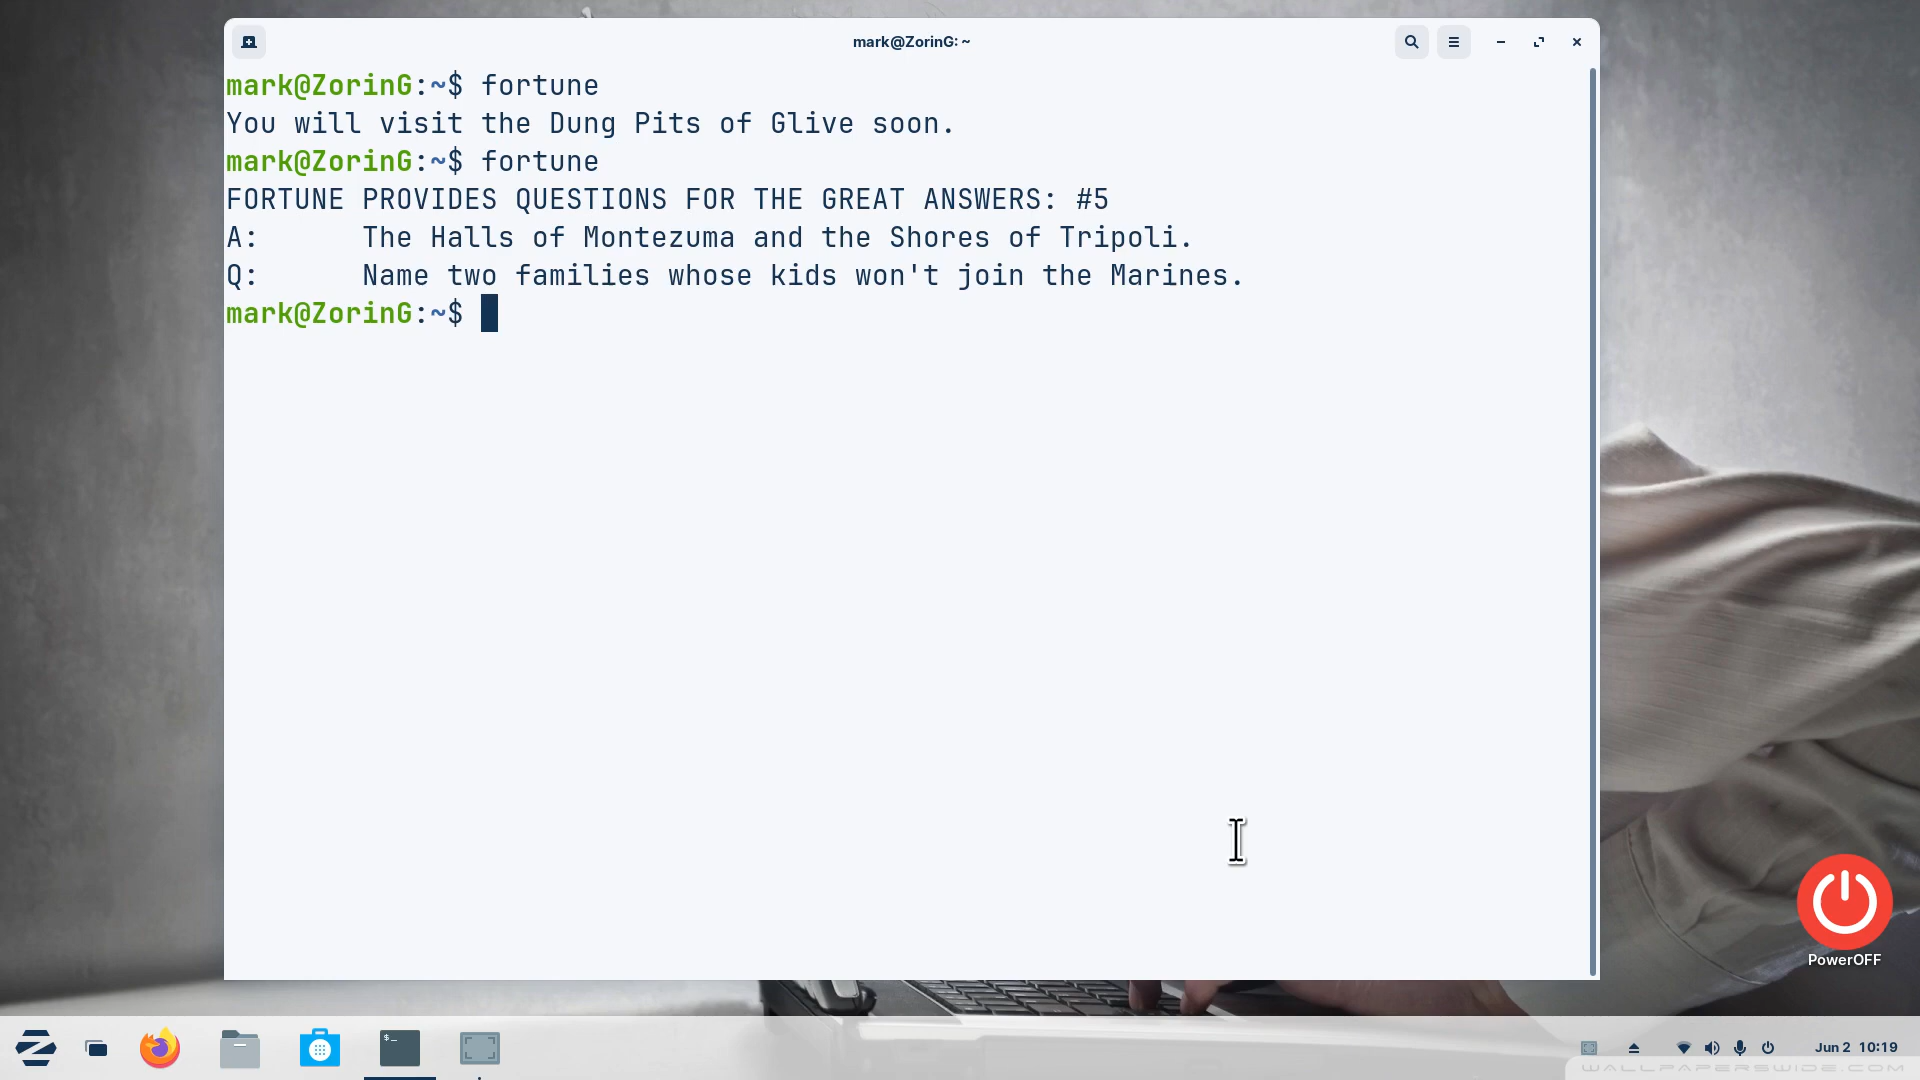 mark@ZorinG: ~
mark@ZorinG:~$ fortune
You will visit the Dung Pits of Glive soon.
mark@ZorinG:~$ fortune
FORTUNE PROVIDES QUESTIONS FOR THE GREAT ANSWERS: #5
A:      The Halls of Montezuma and the Shores of Tripoli.
Q:      Name two families whose kids won't join the Marines.
mark@ZorinG:~$
PowerOFF
$_
Jun 2 10:19
WALLPAPERSWIDE.COM